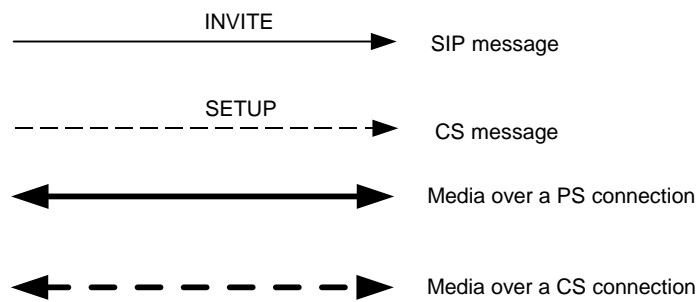 INVITE
SIP message
SETUP
CS message
Media over a PS connection
Media over a CS connection